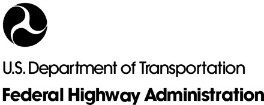 U.S. Department of Transportation
Federal Highway Administration